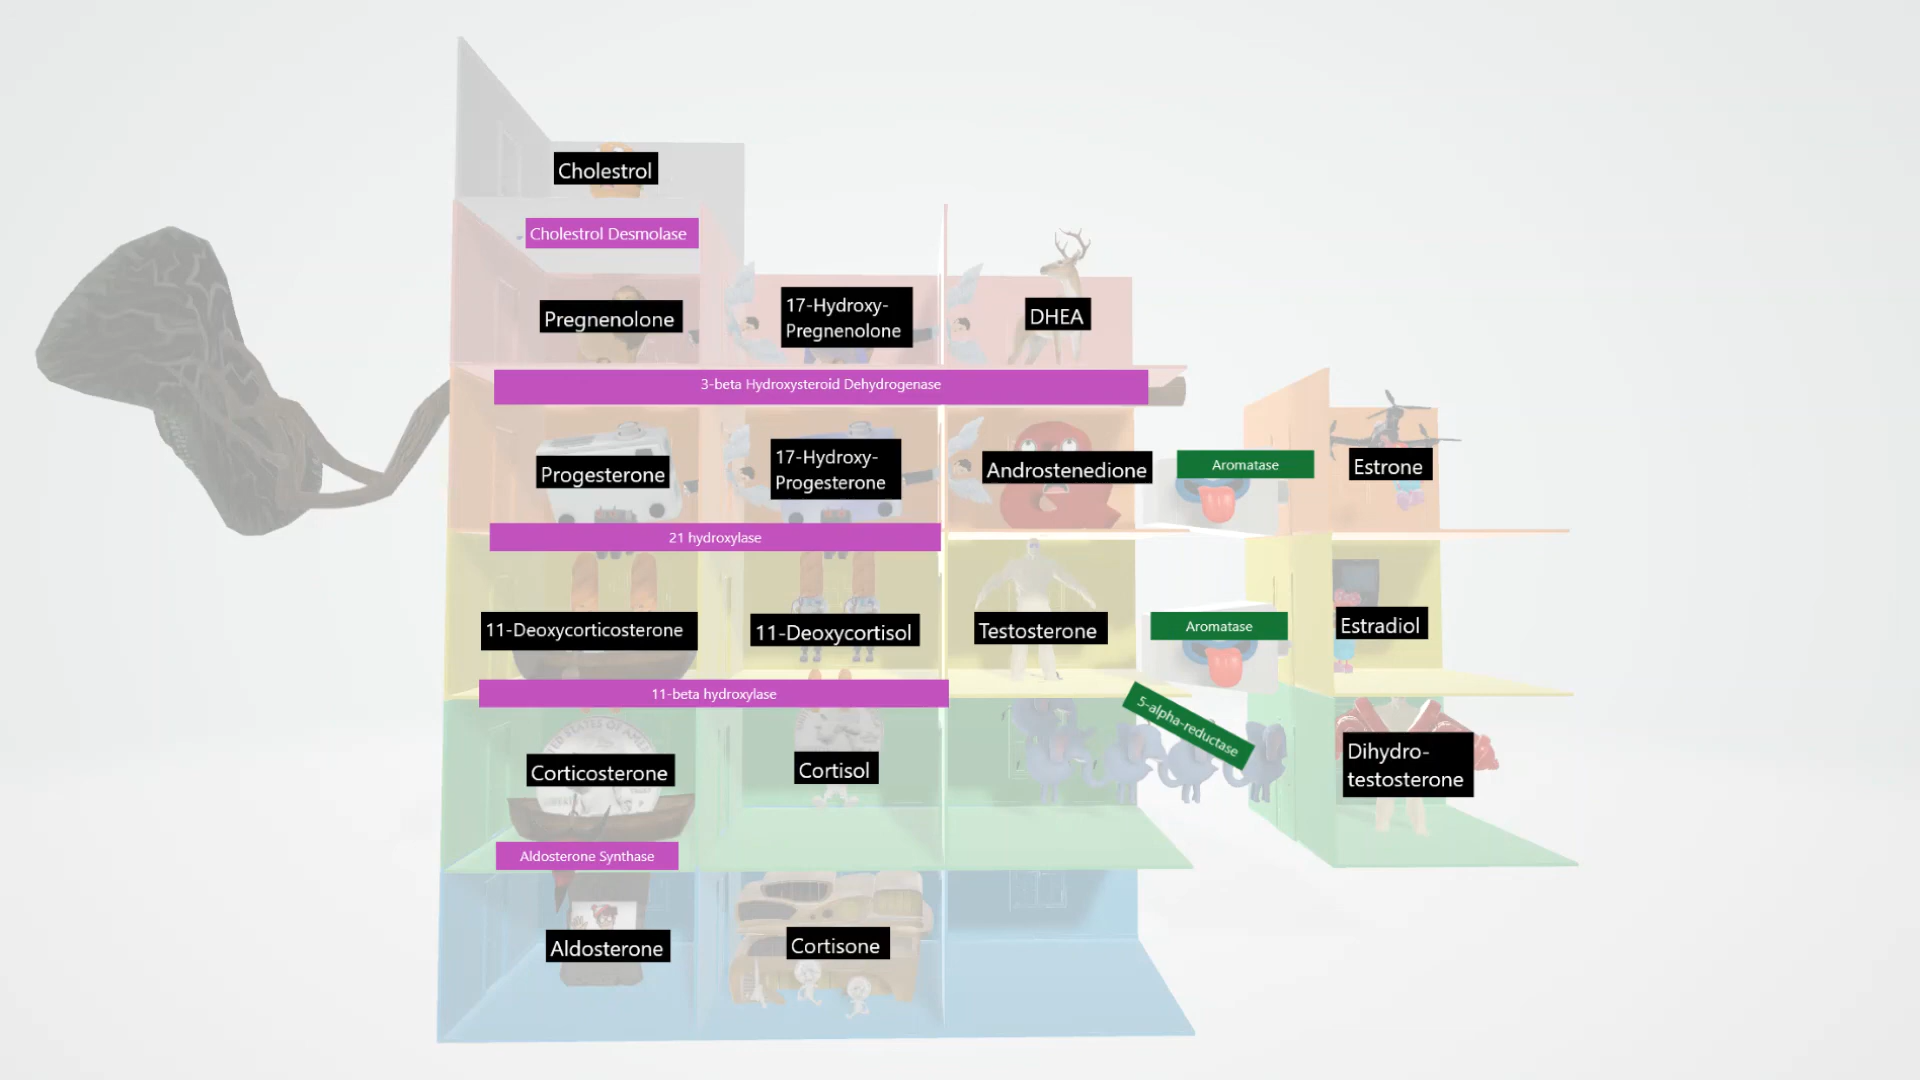 Cholestrol
Cholestrol Desmolase
Pregnenolone
17-Hydroxy-
Pregnenolone
DHEA
3-beta Hydroxysteroid Dehydrogenase
Progesterone
17-Hydroxy-
Progesterone
Androstenedione
Aromatase
Estrone
21 hydroxylase
11-Deoxycorticosterone
11-Deoxycortisol
Testosterone
Aromatase
Estradiol
11-beta hydroxylase
5-alpha-reductase
Corticosterone
Cortisol
Dihydro-
testosterone
Aldosterone Synthase
Aldosterone
Cortisone